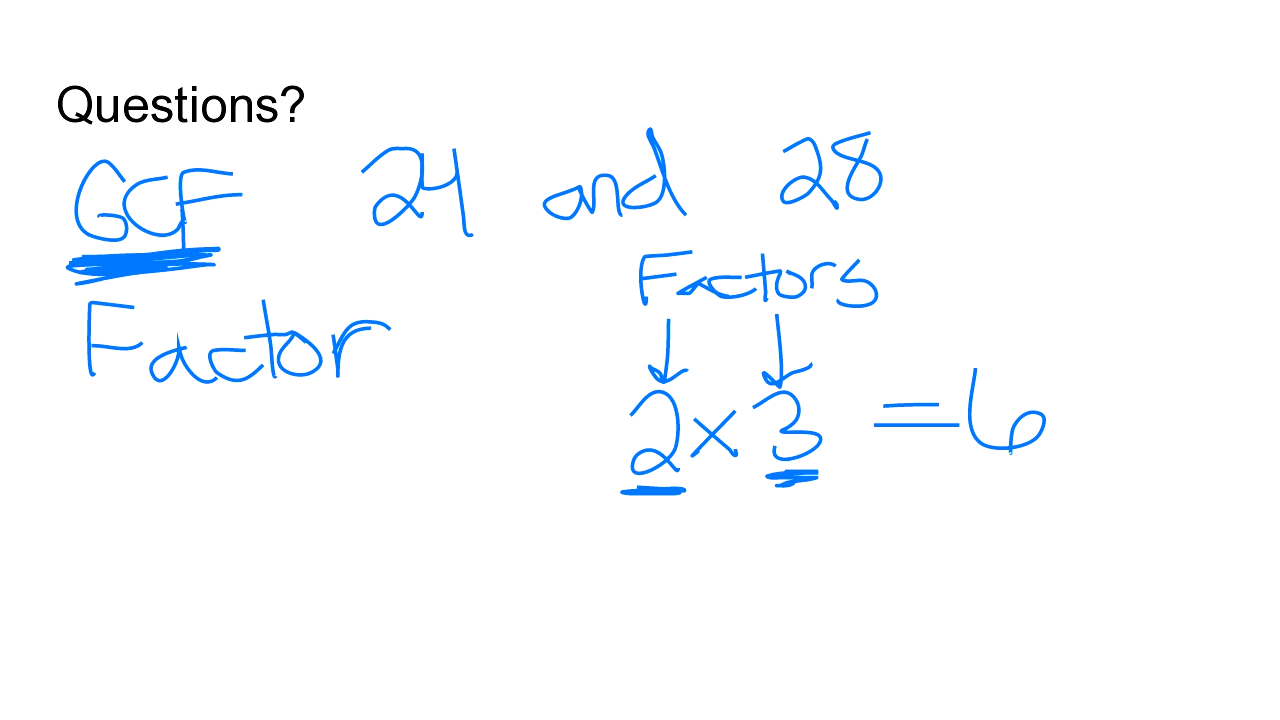 Questions?
GCF 24 and 28
Factors
Factor
2 x 3 = 6